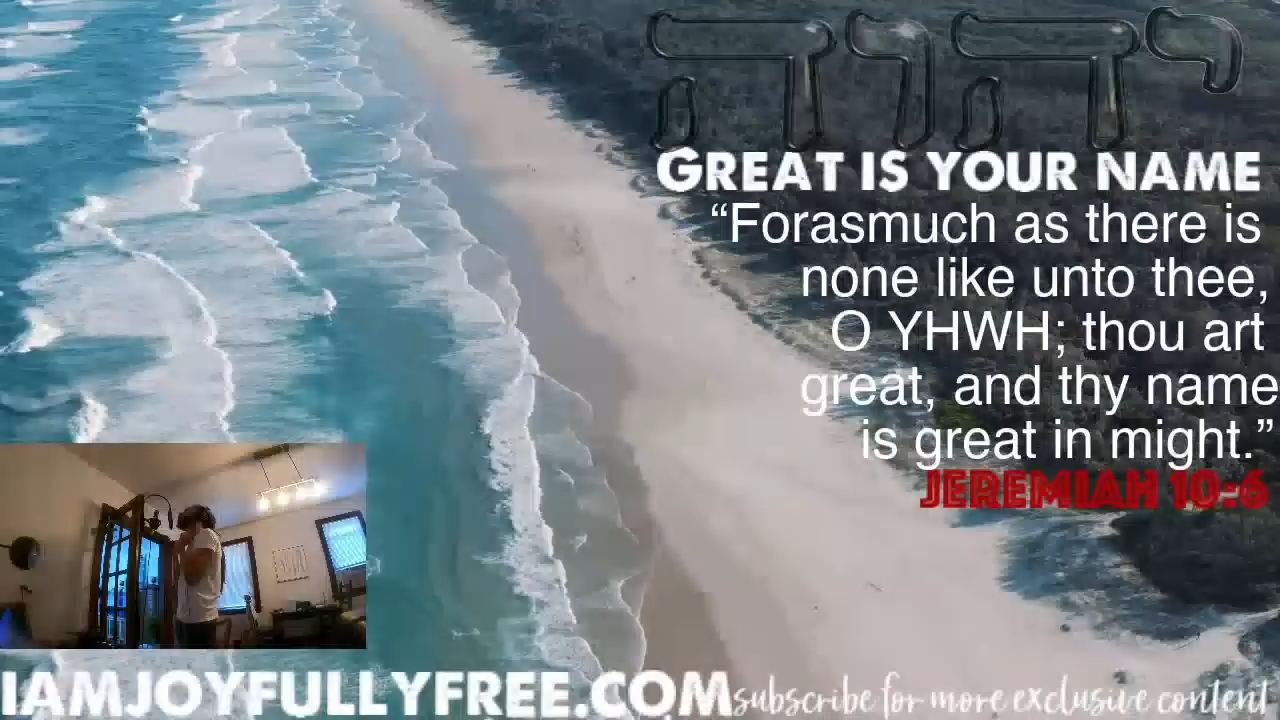 יהוה
GREAT IS YOUR NAME
“Forasmuch as there is
none like unto thee,
O YHWH; thou art
great, and thy name
is great in might.”
JEREMIAH 10:6
IAMJOYFULLYFREE.COM subscribe for more exclusive content